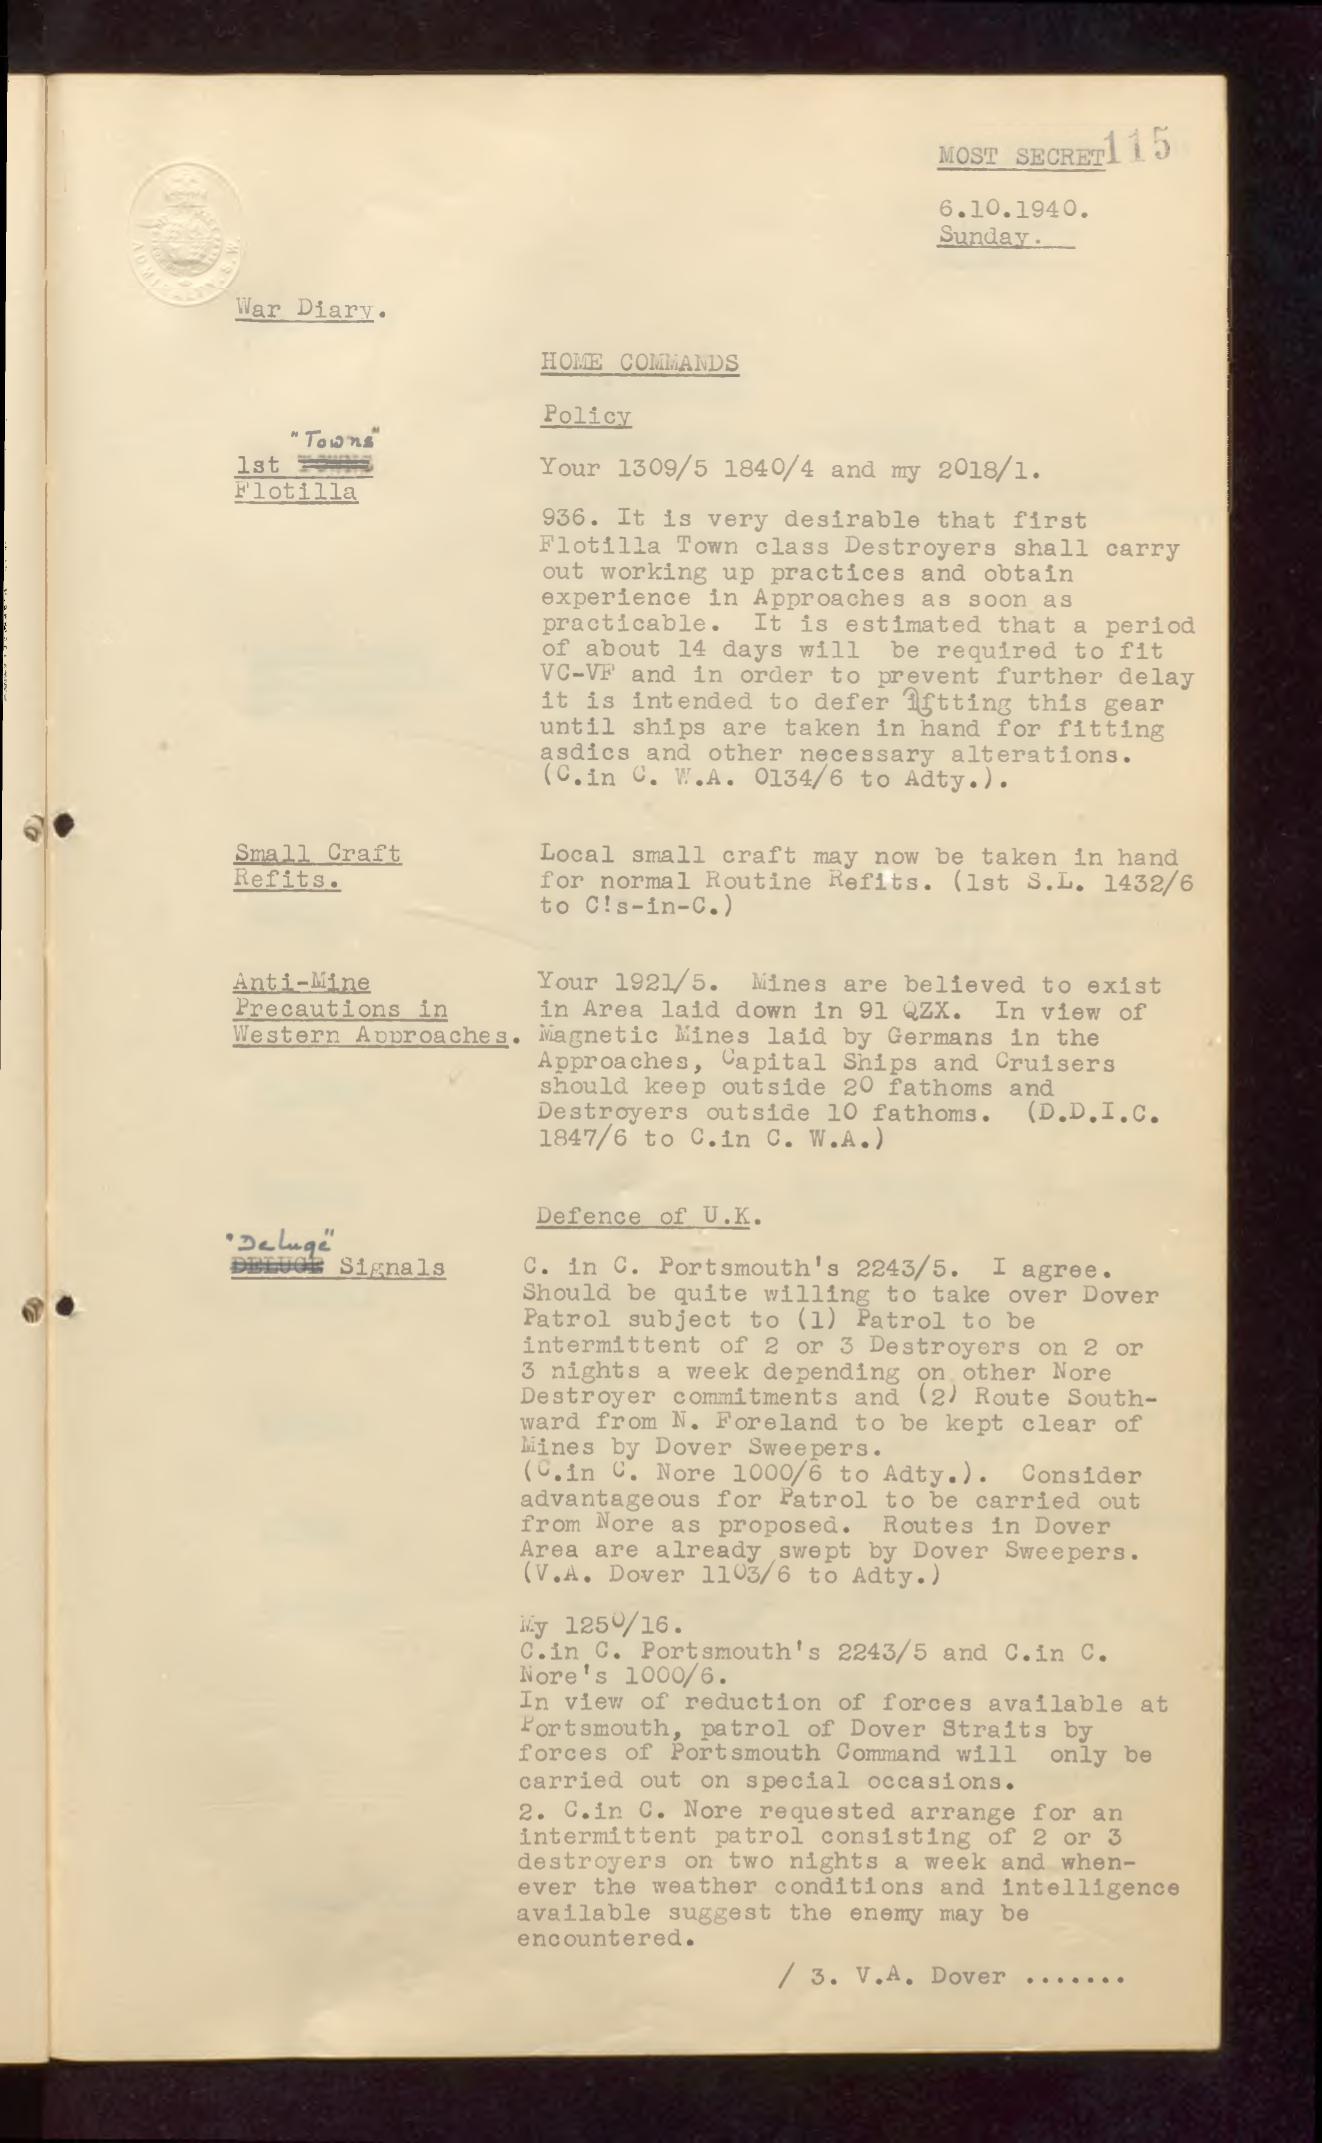 MOST SECRET 115
6.10.1940.
Sunday.
War Diary.
HOME COMMANDS
Policy
"Towns"
1st TOWNS
Flotilla
Your 1309/5 1840/4 and my 2018/1.
936. It is very desirable that first
Flotilla Town class Destroyers shall carry
out working up practices and obtain
experience in Approaches as soon as
practicable. It is estimated that a period
of about 14 days will be required to fit
VC-VF and in order to prevent further delay
it is intended to defer iftting this gear
until ships are taken in hand for fitting
asdics and other necessary alterations.
(C.in C. W.A. 0134/6 to Adty.).
Small Craft
Refits.
Local small craft may now be taken in hand
for normal Routine Refits. (1st S.L. 1432/6
to C!s-in-C.)
Anti-Mine
Precautions in
Western Approaches.
Your 1921/5. Mines are believed to exist
in Area laid down in 91 QZX. In view of
Magnetic Mines laid by Germans in the
Approaches, Capital Ships and Cruisers
should keep outside 20 fathoms and
Destroyers outside 10 fathoms. (D.D.I.C.
1847/6 to C.in C. W.A.)
Defence of U.K.
"Deluge"
DELUGE Signals
C. in C. Portsmouth's 2243/5. I agree.
Should be quite willing to take over Dover
Patrol subject to (1) Patrol to be
intermittent of 2 or 3 Destroyers on 2 or
3 nights a week depending on other Nore
Destroyer commitments and (2) Route South-
ward from N. Foreland to be kept clear of
Mines by Dover Sweepers.
(C.in C. Nore 1000/6 to Adty.). Consider
advantageous for Patrol to be carried out
from Nore as proposed. Routes in Dover
Area are already swept by Dover Sweepers.
(V.A. Dover 1103/6 to Adty.)
My 1250/16.
C.in C. Portsmouth's 2243/5 and C.in C.
Nore's 1000/6.
In view of reduction of forces available at
Portsmouth, patrol of Dover Straits by
forces of Portsmouth Command will only be
carried out on special occasions.
2. C.in C. Nore requested arrange for an
intermittent patrol consisting of 2 or 3
destroyers on two nights a week and when-
ever the weather conditions and intelligence
available suggest the enemy may be
encountered.
/ 3. V.A. Dover .......